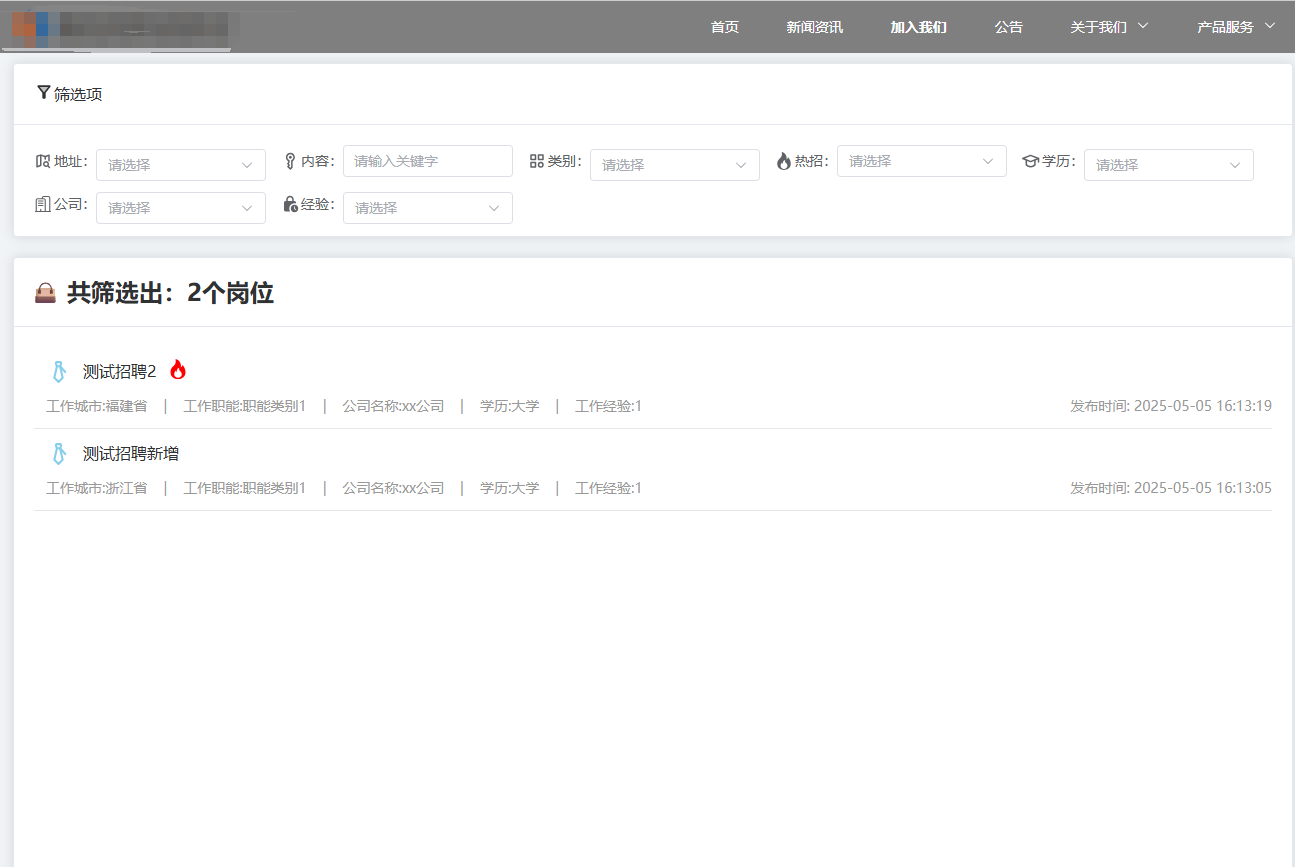 首页 新闻资讯 加入我们 公告 关于我们 产品服务
筛选项
地址: 请选择 内容: 请输入关键字 类别: 请选择 热招: 请选择 学历: 请选择
公司: 请选择 经验: 请选择
共筛选出：2个岗位
测试招聘2
工作城市:福建省 | 工作职能:职能类别1 | 公司名称:xx公司 | 学历:大学 | 工作经验:1 发布时间: 2025-05-05 16:13:19
测试招聘新增
工作城市:浙江省 | 工作职能:职能类别1 | 公司名称:xx公司 | 学历:大学 | 工作经验:1 发布时间: 2025-05-05 16:13:05